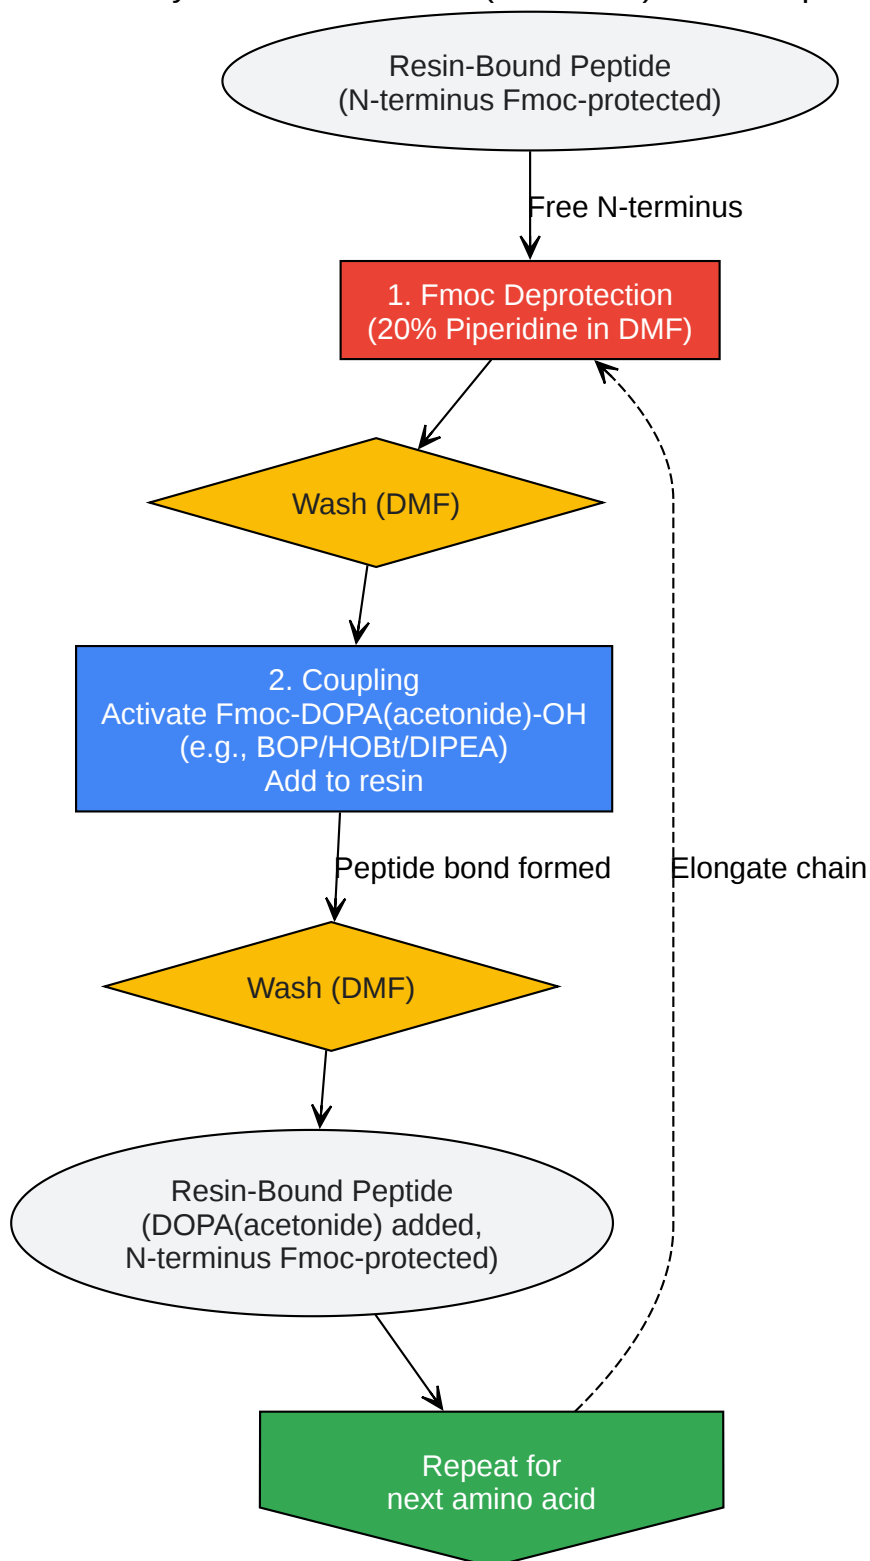 Resin-Bound Peptide
(N-terminus Fmoc-protected)
Free N-terminus
1. Fmoc Deprotection
(20% Piperidine in DMF)
Wash (DMF)
2. Coupling
Activate Fmoc-DOPA(acetonide)-OH
(e.g., BOP/HOBt/DIPEA)
Add to resin
Peptide bond formed
Elongate chain
Wash (DMF)
Resin-Bound Peptide
(DOPA(acetonide) added,
N-terminus Fmoc-protected)
Repeat for
next amino acid